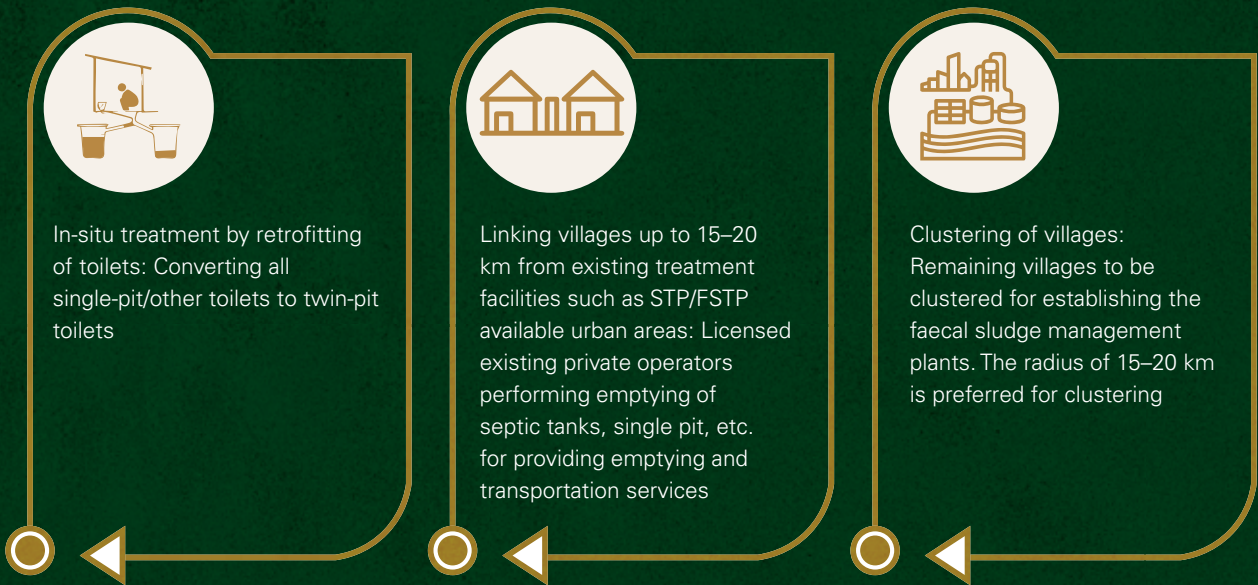 In-situ treatment by retrofitting
of toilets: Converting all
single-pit/other toilets to twin-pit
toilets
Linking villages up to 15–20
km from existing treatment
facilities such as STP/FSTP
available urban areas: Licensed
existing private operators
performing emptying of
septic tanks, single pit, etc.
for providing emptying and
transportation services
Clustering of villages:
Remaining villages to be
clustered for establishing the
faecal sludge management
plants. The radius of 15–20 km
is preferred for clustering